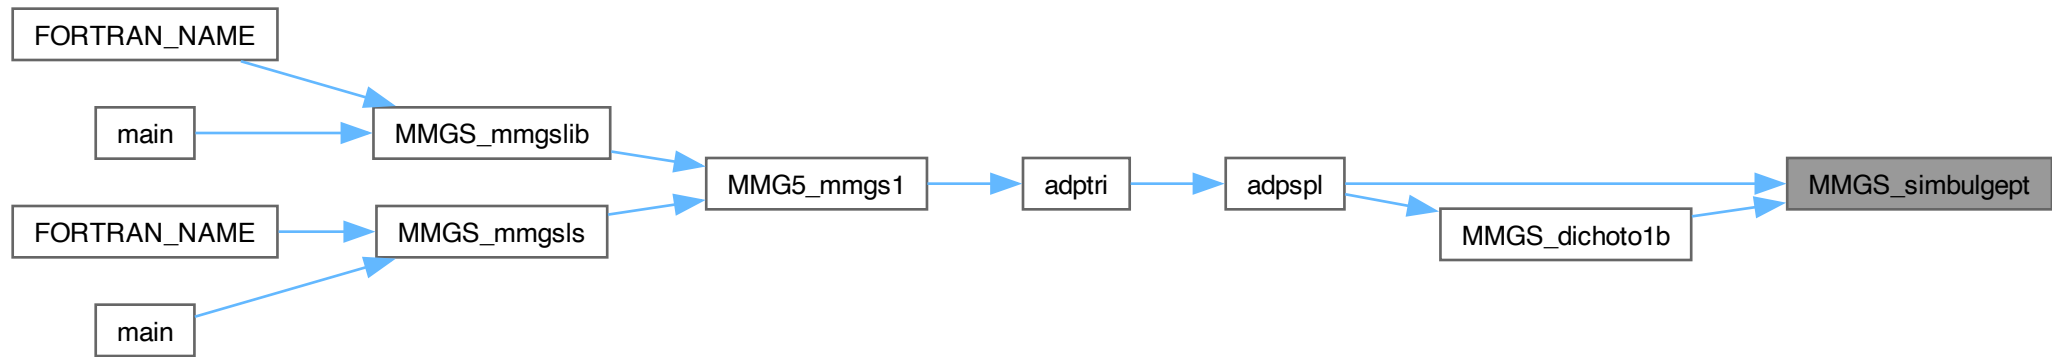 FORTRAN_NAME
main
MMGS_mmgslib
MMG5_mmgs1
adptri
adpspl
MMGS_simbulgept
FORTRAN_NAME
MMGS_mmgsls
MMGS_dichoto1b
main